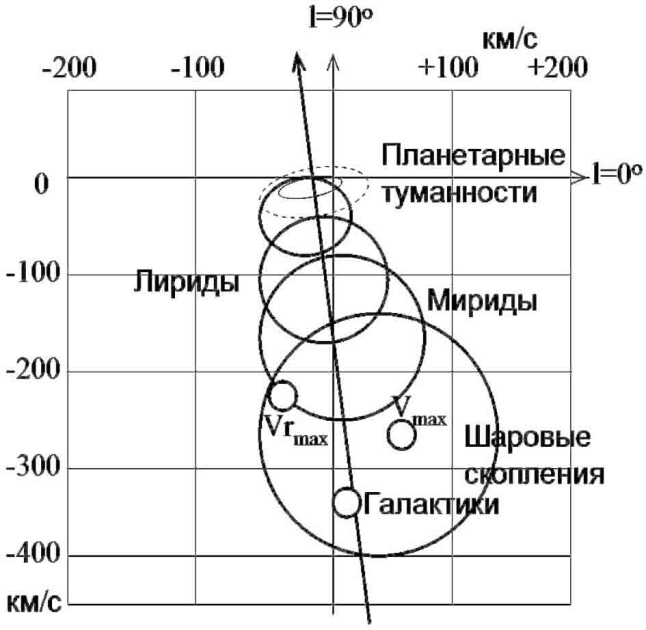 l=90º
км/с
-200 -100 +100 +200
Планетарные
туманности
l=0º
0
-100
Лириды
Мириды
-200
Vmax
Vrmax
Шаровые
скопления
-300
Галактики
-400
км/с